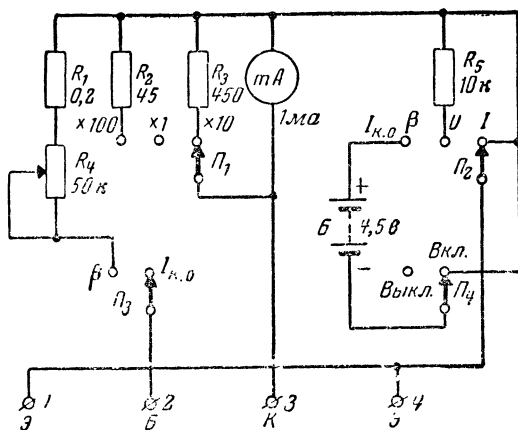 R₁
0,2
R₂
45
R₃
450
mA
1ма
R₅
10к
×100
×1
×10
П₁
Iк.о
β
U
I
П₂
R₄
50к
+
Б
4,5в
−
β
Iк.о
П₃
Вкл.
Выкл.
П₄
1
Э
2
Б
3
К
4
Э